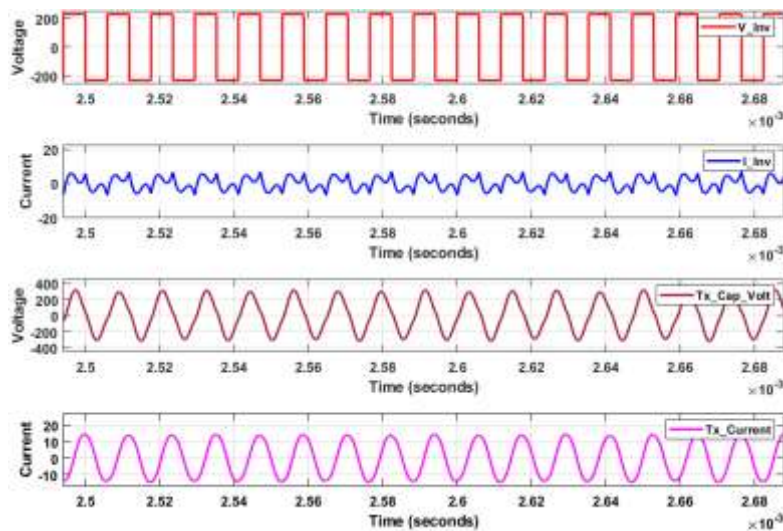 200
0
-200
Voltage
V_Inv
2.5 2.52 2.54 2.56 2.58 2.6 2.62 2.64 2.66 2.68
Time (seconds)
×10-3
20
0
-20
Current
I_Inv
2.5 2.52 2.54 2.56 2.58 2.6 2.62 2.64 2.66 2.68
Time (seconds)
×10-3
400
200
0
-200
-400
Voltage
Tx_Cap_Volt
2.5 2.52 2.54 2.56 2.58 2.6 2.62 2.64 2.66 2.68
Time (seconds)
×10-3
20
10
0
-10
Current
Tx_Current
2.5 2.52 2.54 2.56 2.58 2.6 2.62 2.64 2.66 2.68
Time (seconds)
×10-3